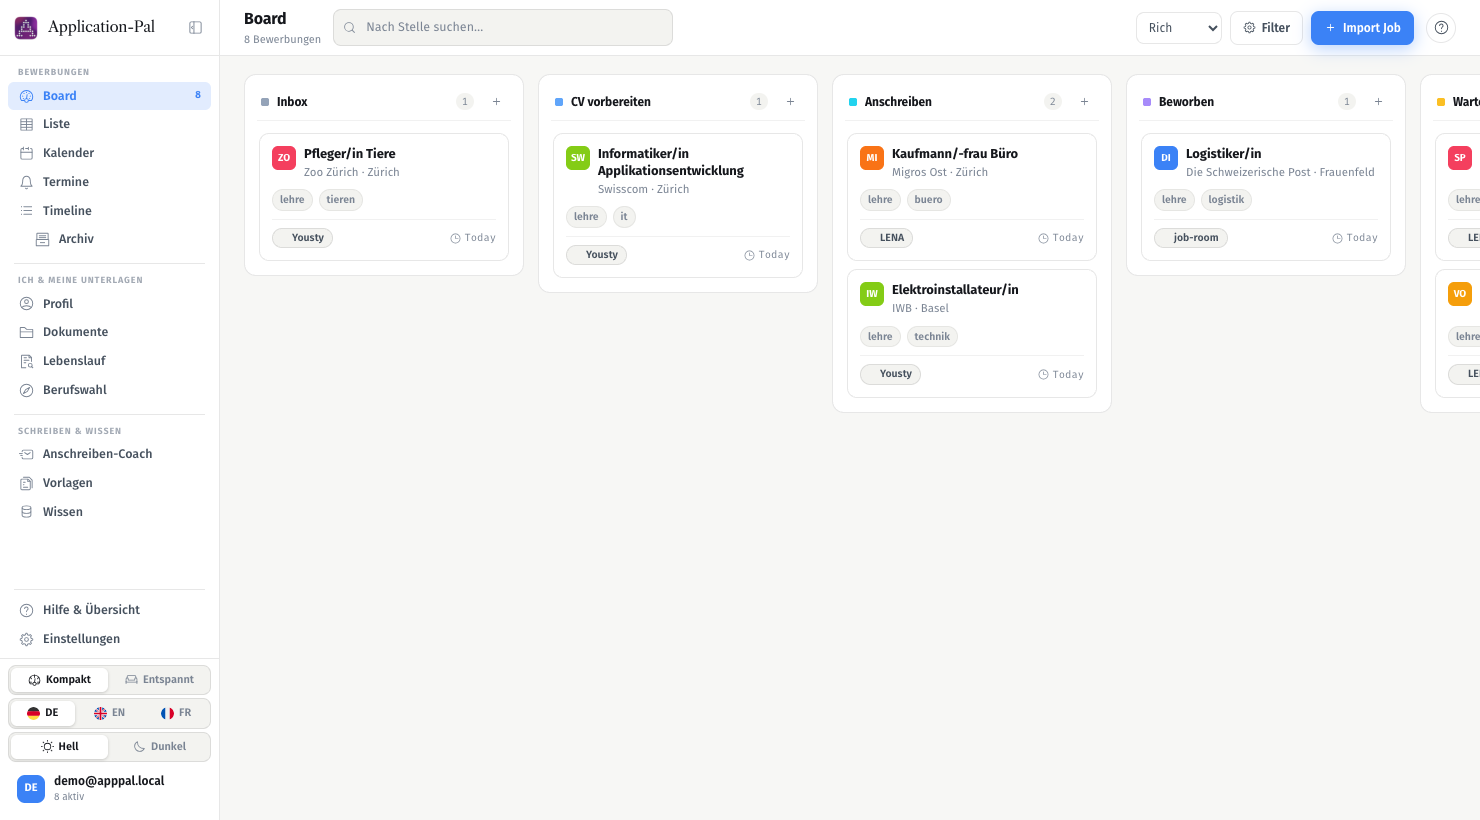 Application-Pal
BEWERBUNGEN
Board 8
Liste
Kalender
Termine
Timeline
Archiv
ICH & MEINE UNTERLAGEN
Profil
Dokumente
Lebenslauf
Berufswahl
SCHREIBEN & WISSEN
Anschreiben-Coach
Vorlagen
Wissen
Hilfe & Übersicht
Einstellungen
Kompakt Entspannt
DE EN FR
Hell Dunkel
DE demo@apppal.local
8 aktiv
Board
8 Bewerbungen
Nach Stelle suchen...
Rich
Filter
+ Import Job
Inbox 1 +
ZO Pfleger/in Tiere
Zoo Zürich · Zürich
lehre tieren
Yousty Today
CV vorbereiten 1 +
SW Informatiker/in
Applikationsentwicklung
Swisscom · Zürich
lehre it
Yousty Today
Anschreiben 2 +
MI Kaufmann/-frau Büro
Migros Ost · Zürich
lehre buero
LENA Today
IW Elektroinstallateur/in
IWB · Basel
lehre technik
Yousty Today
Beworben 1 +
DI Logistiker/in
Die Schweizerische Post · Frauenfeld
lehre logistik
job-room Today
Warte
SP
lehre
LE
VO
lehre
LE